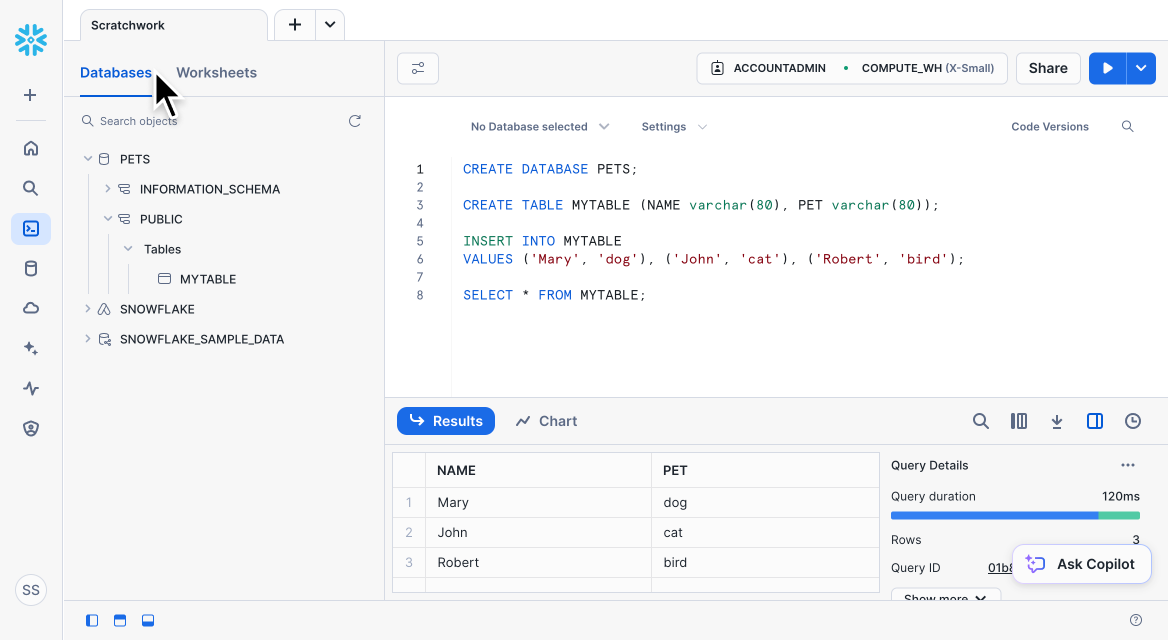 Scratchwork
Databases Worksheets
Search objects
PETS
INFORMATION_SCHEMA
PUBLIC
Tables
MYTABLE
SNOWFLAKE
SNOWFLAKE_SAMPLE_DATA
SS
ACCOUNTADMIN • COMPUTE_WH (X-Small)
Share
No Database selected Settings Code Versions
1 CREATE DATABASE PETS;
2
3 CREATE TABLE MYTABLE (NAME varchar(80), PET varchar(80));
4
5 INSERT INTO MYTABLE
6 VALUES ('Mary', 'dog'), ('John', 'cat'), ('Robert', 'bird');
7
8 SELECT * FROM MYTABLE;
Results Chart
NAME PET
1 Mary dog
2 John cat
3 Robert bird
Query Details
Query duration 120ms
Rows 3
Query ID 01b
Ask Copilot
Show more